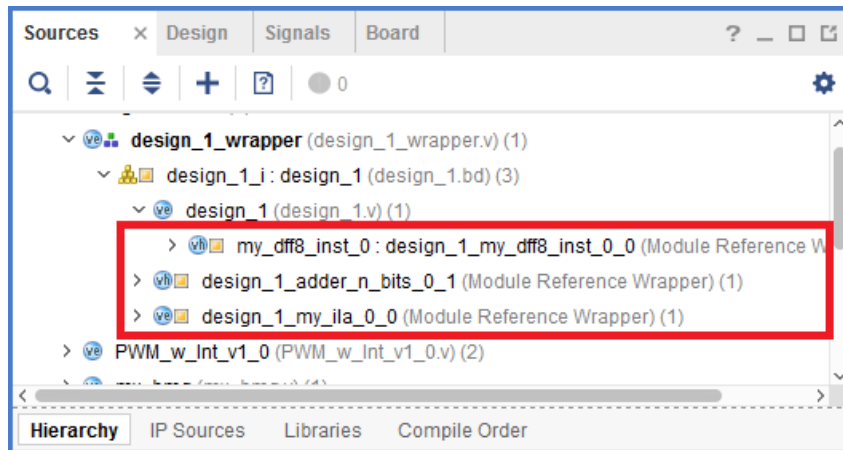 Sources × Design Signals Board ? _
0
design_1_wrapper (design_1_wrapper.v) (1)
design_1_i : design_1 (design_1.bd) (3)
design_1 (design_1.v) (1)
my_dff8_inst_0 : design_1_my_dff8_inst_0_0 (Module Reference W
design_1_adder_n_bits_0_1 (Module Reference Wrapper) (1)
design_1_my_ila_0_0 (Module Reference Wrapper) (1)
PWM_w_Int_v1_0 (PWM_w_Int_v1_0.v) (2)
Hierarchy IP Sources Libraries Compile Order